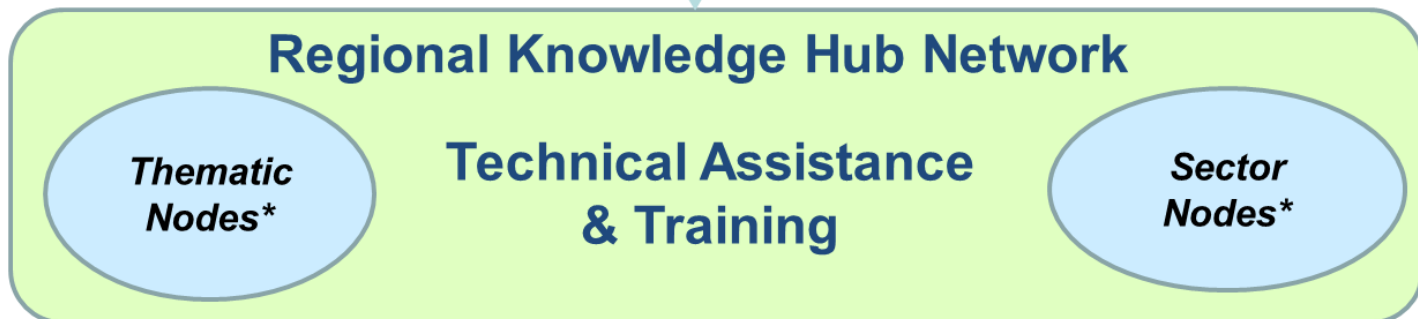 Regional Knowledge Hub Network
Thematic
Nodes*
Technical Assistance
& Training
Sector
Nodes*